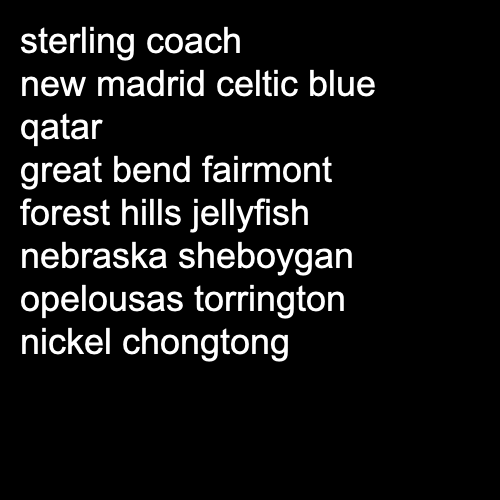 sterling coach
new madrid celtic blue
qatar
great bend fairmont
forest hills jellyfish
nebraska sheboygan
opelousas torrington
nickel chongtong